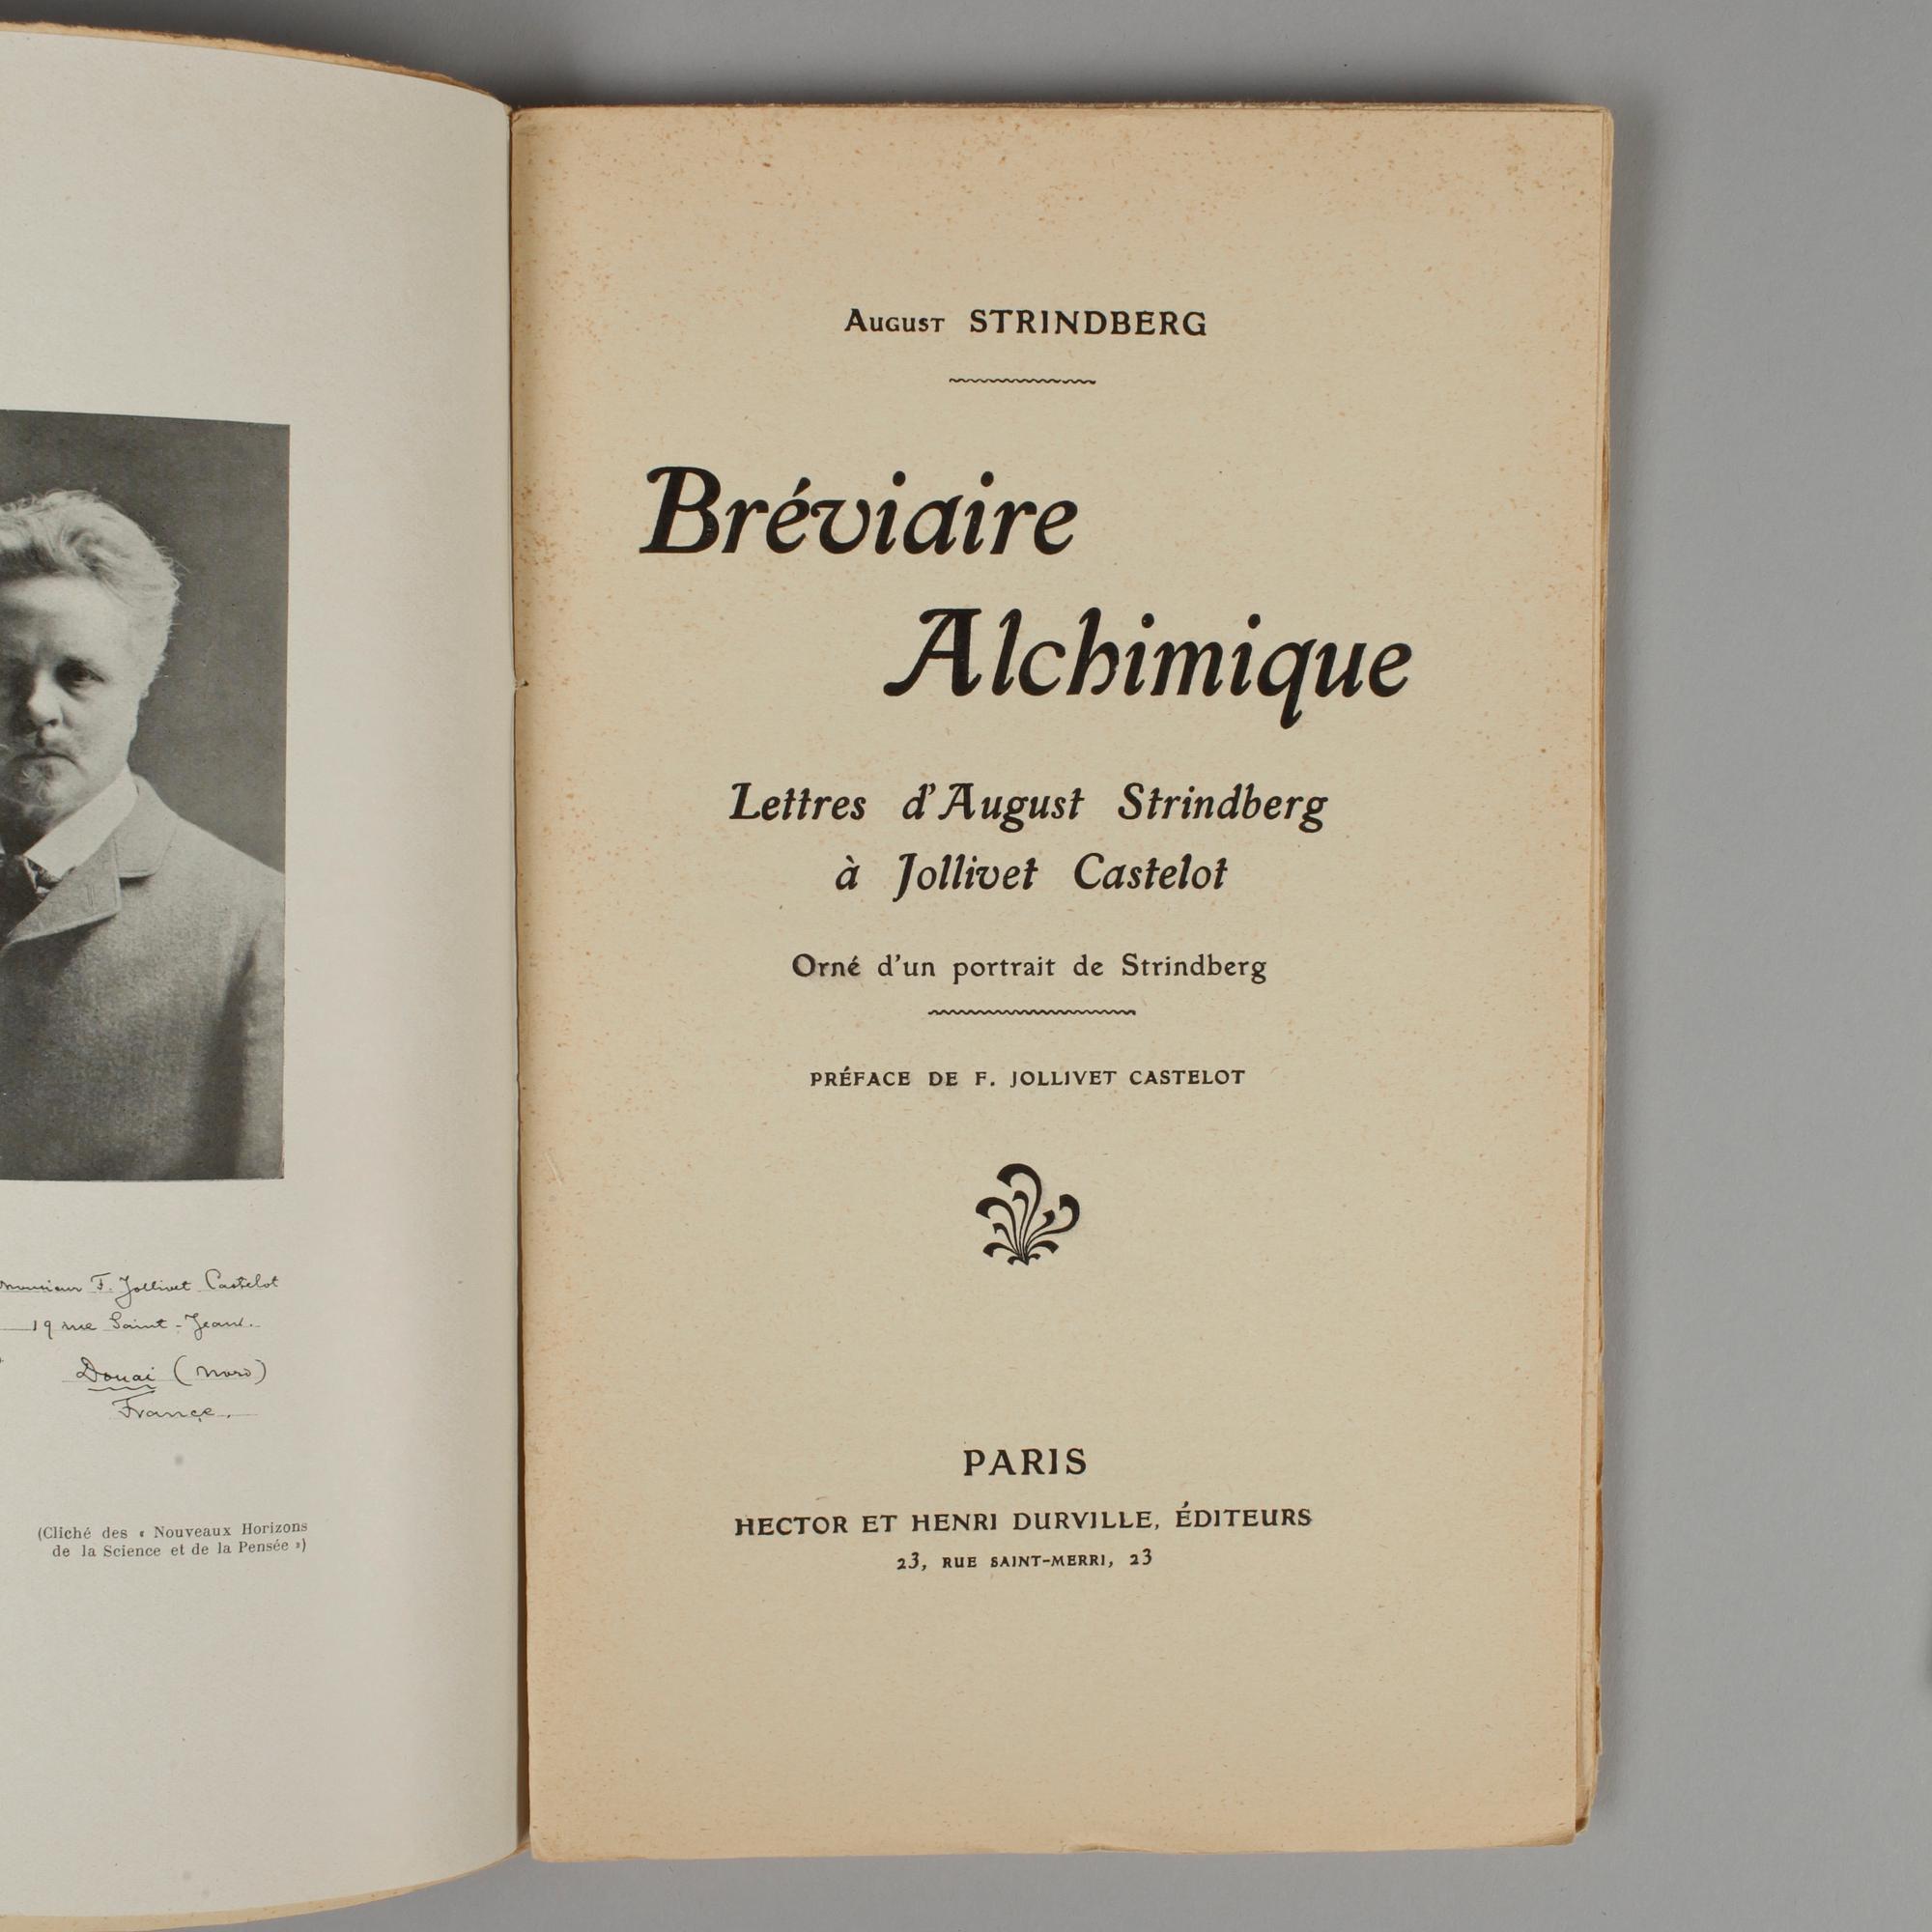 Monsieur F. Jollivet Castelot
19 rue Saint-Jean.
Douai (Nord)
France.
(Cliché des « Nouveaux Horizons
de la Science et de la Pensée »)
August STRINDBERG
Bréviaire
Alchimique
Lettres d'August Strindberg
à Jollivet Castelot
Orné d'un portrait de Strindberg
PRÉFACE DE F. JOLLIVET CASTELOT
PARIS
HECTOR ET HENRI DURVILLE, ÉDITEURS
23, RUE SAINT-MERRI, 23